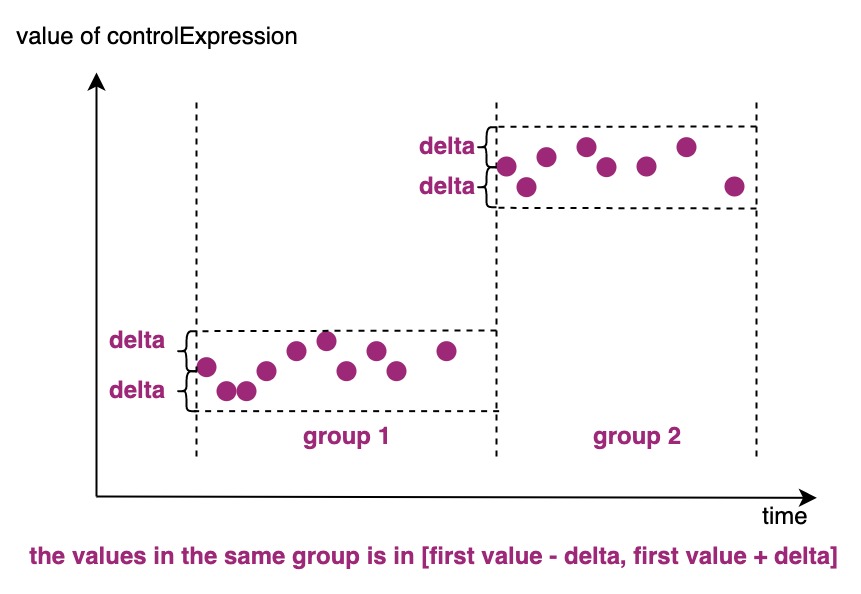 value of controlExpression
delta
delta
delta
delta
group 1
group 2
time
the values in the same group is in [first value - delta, first value + delta]